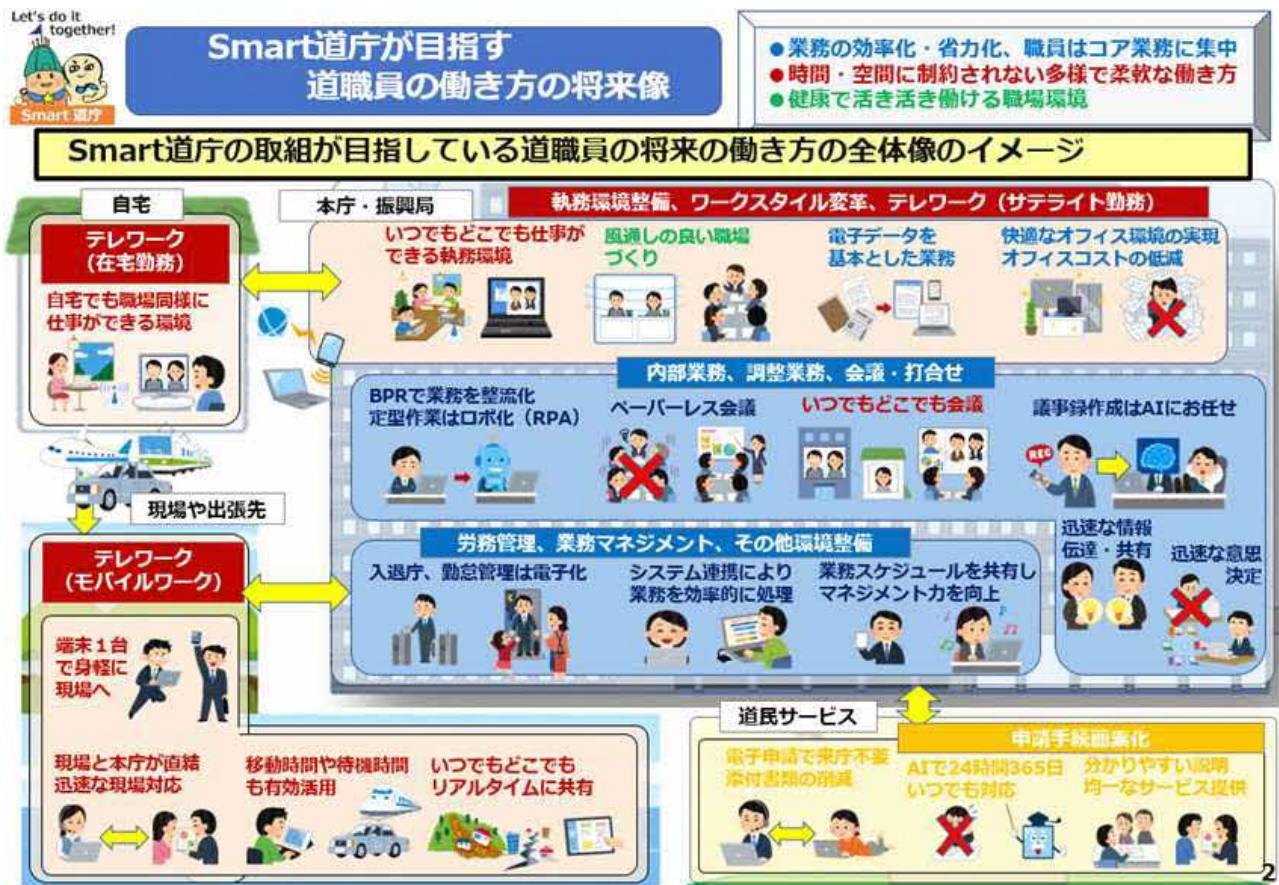 Let's do it
together!
Smart 道庁
Smart道庁が目指す
道職員の働き方の将来像
●業務の効率化・省力化、職員はコア業務に集中
●時間・空間に制約されない多様で柔軟な働き方
●健康で活き活き働ける職場環境
Smart道庁の取組が目指している道職員の将来の働き方の全体像のイメージ
自宅
テレワーク
(在宅勤務)
自宅でも職場同様に
仕事ができる環境
本庁・振興局
執務環境整備、ワークスタイル変革、テレワーク（サテライト勤務）
いつでもどこでも仕事が
できる執務環境
風通しの良い職場
づくり
電子データを
基本とした業務
快適なオフィス環境の実現
オフィスコストの低減
内部業務、調整業務、会議・打合せ
BPRで業務を整流化
定型作業はロボ化（RPA）
ペーパーレス会議
いつでもどこでも会議
議事録作成はAIにお任せ
REC
迅速な情報
伝達・共有
迅速な意思
決定
労務管理、業務マネジメント、その他環境整備
入退庁、勤怠管理は電子化
システム連携により
業務を効率的に処理
業務スケジュールを共有し
マネジメント力を向上
現場や出張先
テレワーク
(モバイルワーク)
端末１台
で身軽に
現場へ
現場と本庁が直結
迅速な現場対応
移動時間や待機時間
も有効活用
いつでもどこでも
リアルタイムに共有
道民サービス
申請手続簡素化
電子申請で来庁不要
添付書類の削減
AIで24時間365日
いつでも対応
分かりやすい説明
均一なサービス提供
2